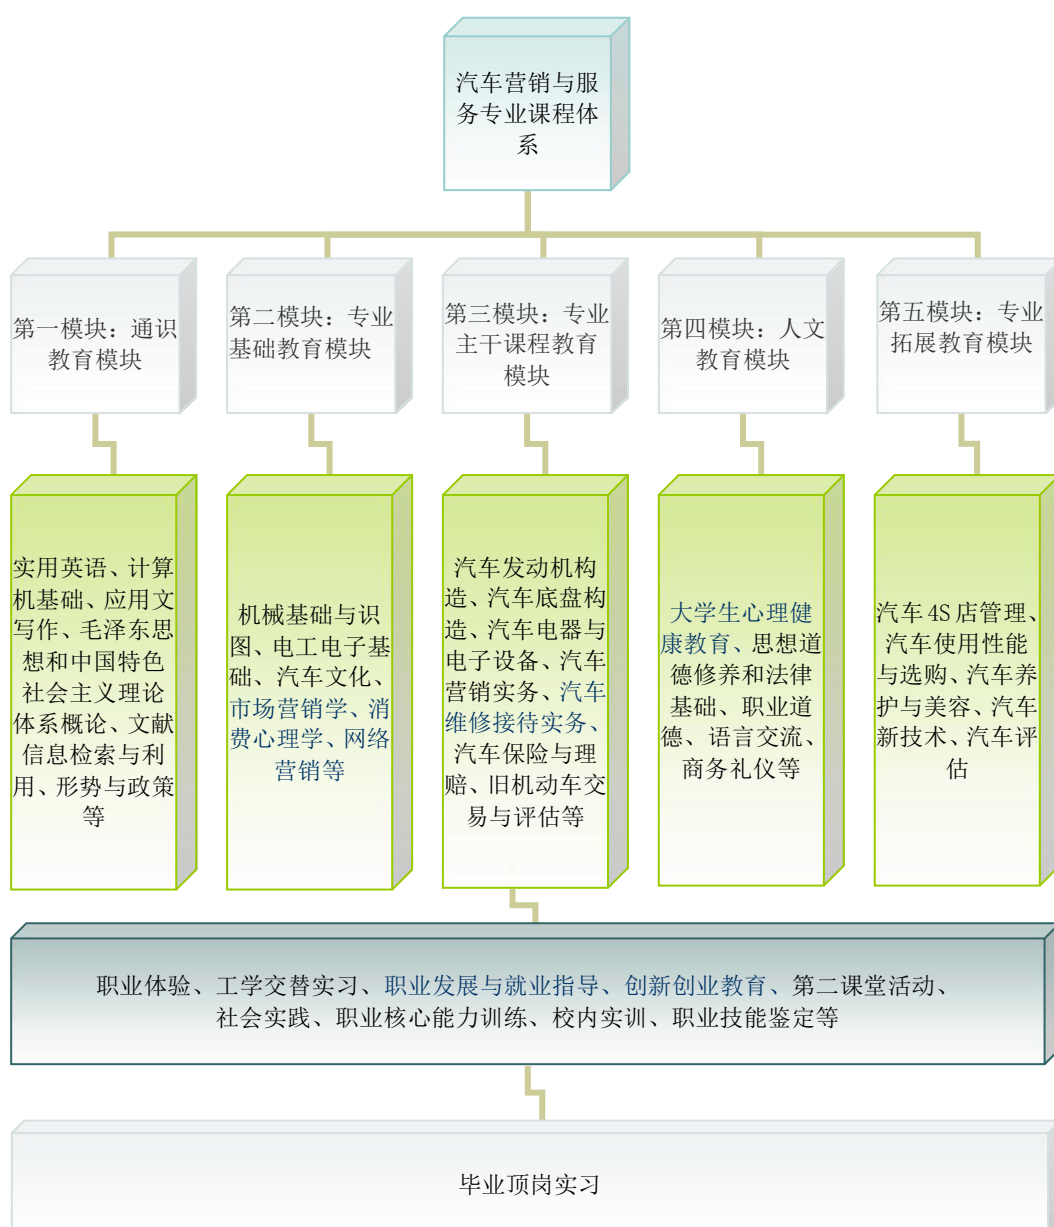 汽车营销与服
务专业课程体
系
第一模块：通识
教育模块
第二模块：专业
基础教育模块
第三模块：专业
主干课程教育
模块
第四模块：人文
教育模块
第五模块：专业
拓展教育模块
实用英语、计算
机基础、应用文
写作、毛泽东思
想和中国特色
社会主义理论
体系概论、文献
信息检索与利
用、形势与政策
等
机械基础与识
图、电工电子基
础、汽车文化、
市场营销学、消
费心理学、网络
营销等
汽车发动机构
造、汽车底盘构
造、汽车电器与
电子设备、汽车
营销实务、汽车
维修接待实务、
汽车保险与理
赔、旧机动车交
易与评估等
大学生心理健
康教育、思想道
德修养和法律
基础、职业道
德、语言交流、
商务礼仪等
汽车4S店管理、
汽车使用性能
与选购、汽车养
护与美容、汽车
新技术、汽车评
估
职业体验、工学交替实习、职业发展与就业指导、创新创业教育、第二课堂活动、
社会实践、职业核心能力训练、校内实训、职业技能鉴定等
毕业顶岗实习